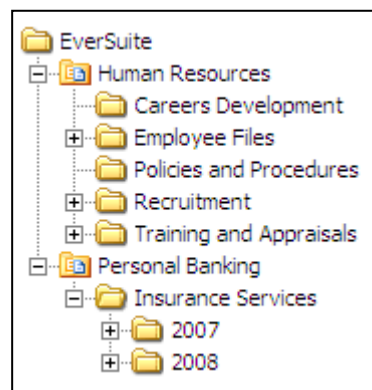 EverSuite
Human Resources
Careers Development
Employee Files
Policies and Procedures
Recruitment
Training and Appraisals
Personal Banking
Insurance Services
2007
2008